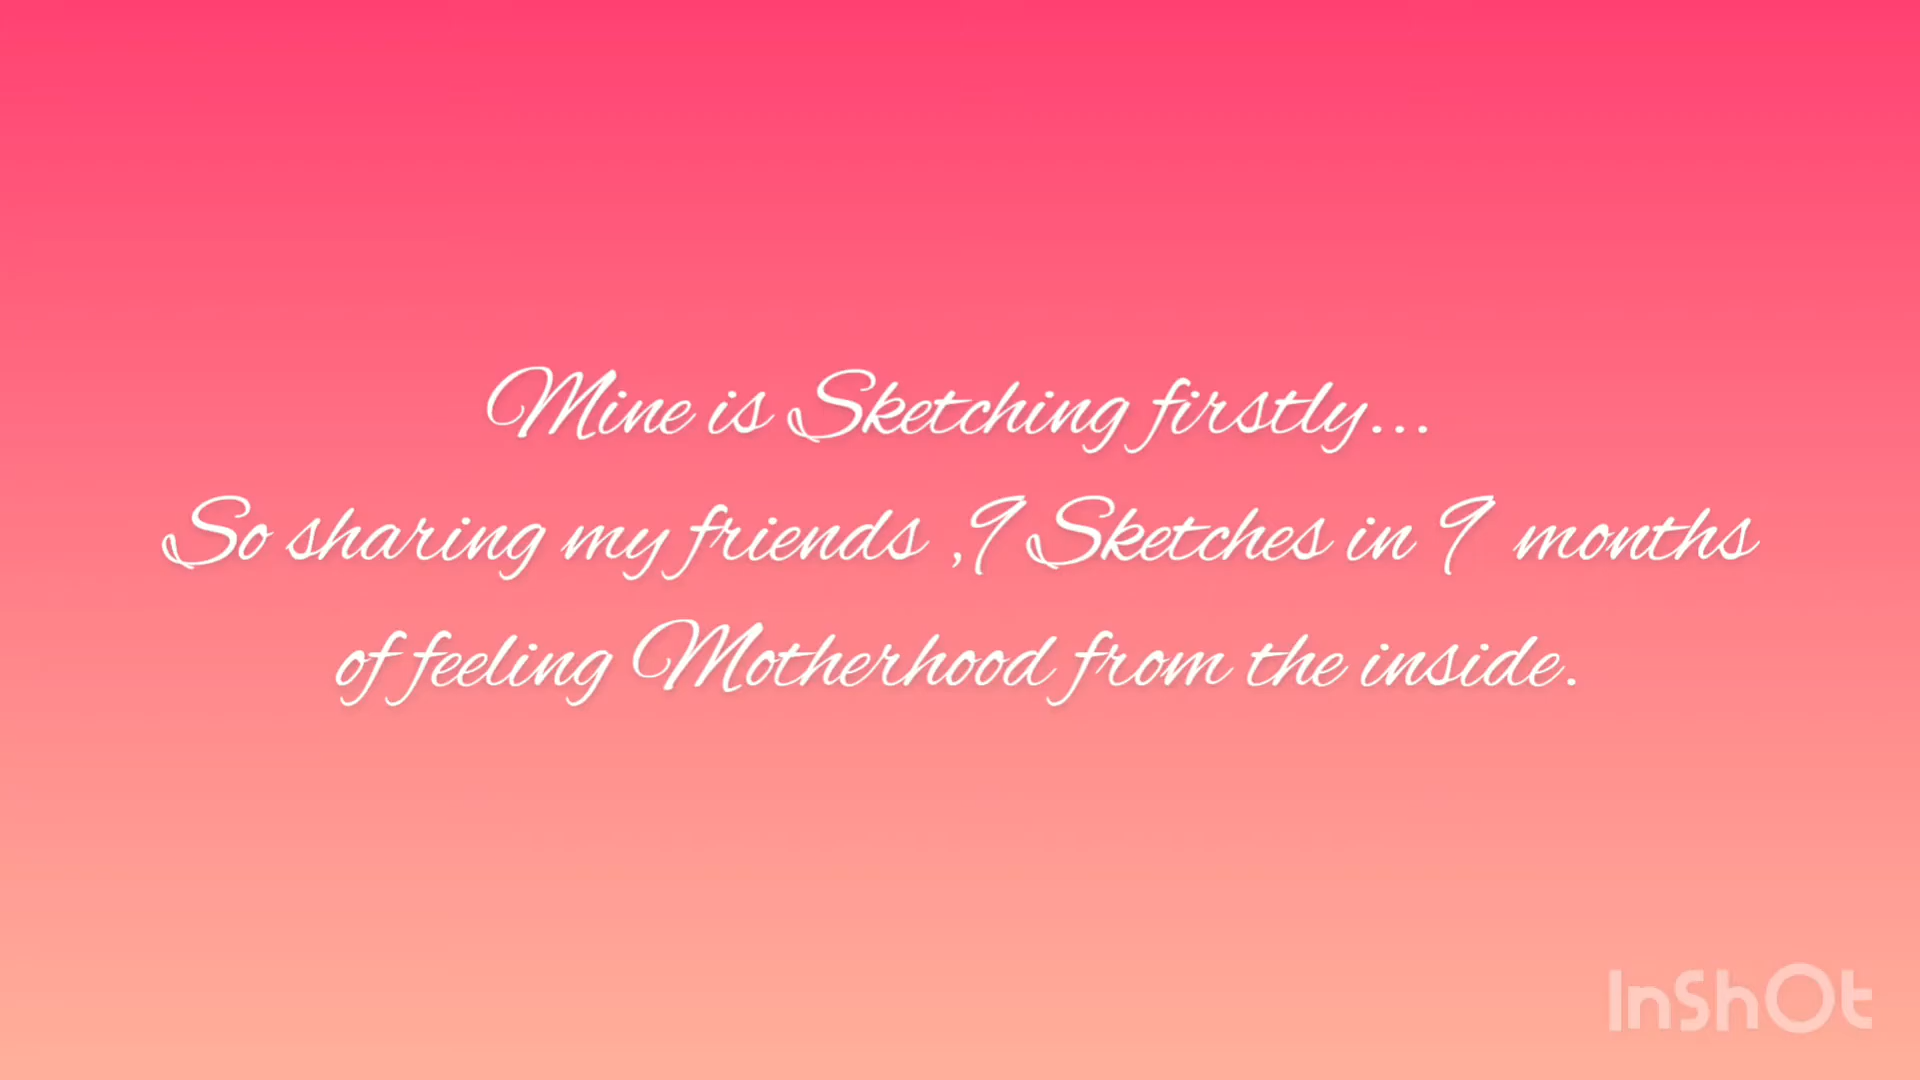 Mine is Sketching firstly...
So sharing my friends ,9 Sketches in 9 months
of feeling Motherhood from the inside.
InShOt